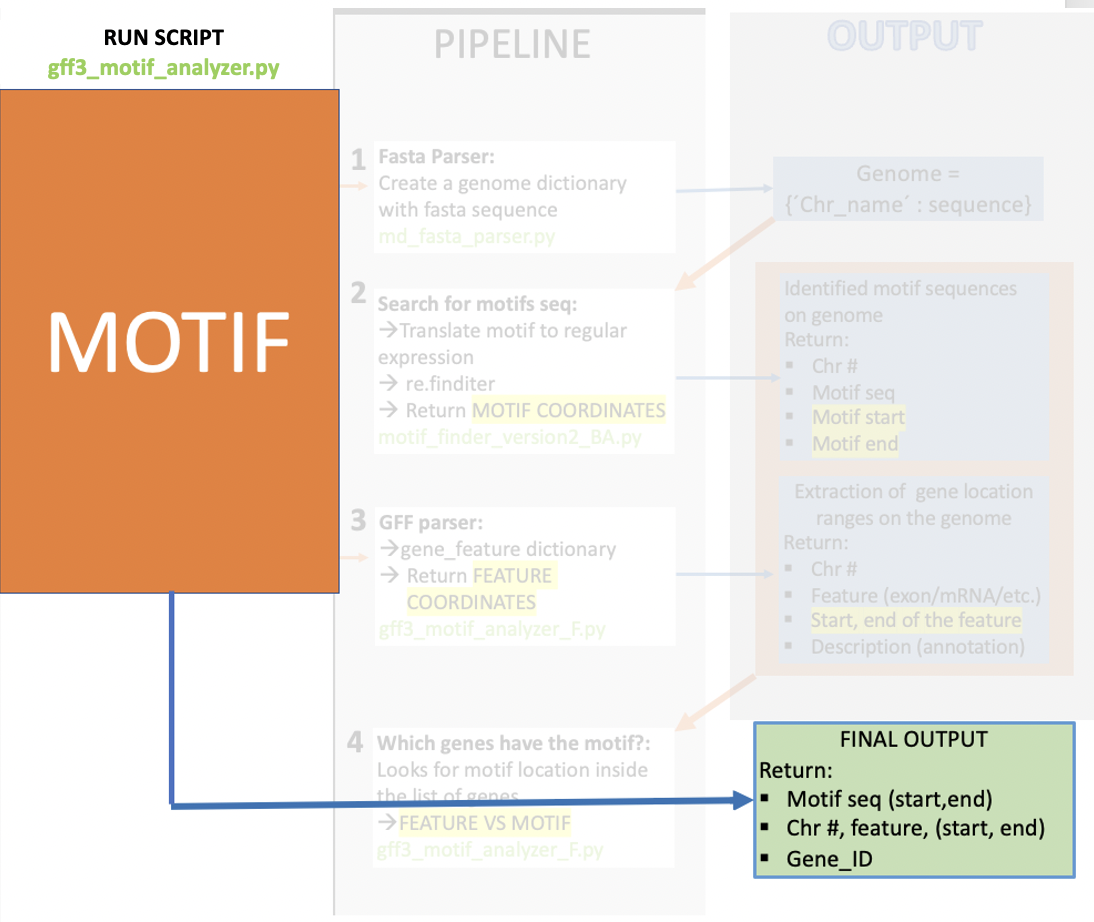 RUN SCRIPT
gff3_motif_analyzer.py
MOTIF
PIPELINE
1
Fasta Parser:
Create a genome dictionary
with fasta sequence
md_fasta_parser.py
2
Search for motifs seq:
→Translate motif to regular
expression
→ re.finditer
→ Return MOTIF COORDINATES
motif_finder_version2_BA.py
3
GFF parser:
→gene_feature dictionary
→ Return FEATURE
COORDINATES
gff3_motif_analyzer_F.py
4
Which genes have the motif?:
Looks for motif location inside
the list of genes
→FEATURE VS MOTIF
gff3_motif_analyzer_F.py
OUTPUT
Genome =
{´Chr_name´ : sequence}
Identified motif sequences
on genome
Return:
▪ Chr #
▪ Motif seq
▪ Motif start
▪ Motif end
Extraction of gene location
ranges on the genome
Return:
▪ Chr #
▪ Feature (exon/mRNA/etc.)
▪ Start, end of the feature
▪ Description (annotation)
FINAL OUTPUT
Return:
▪ Motif seq (start,end)
▪ Chr #, feature, (start, end)
▪ Gene_ID